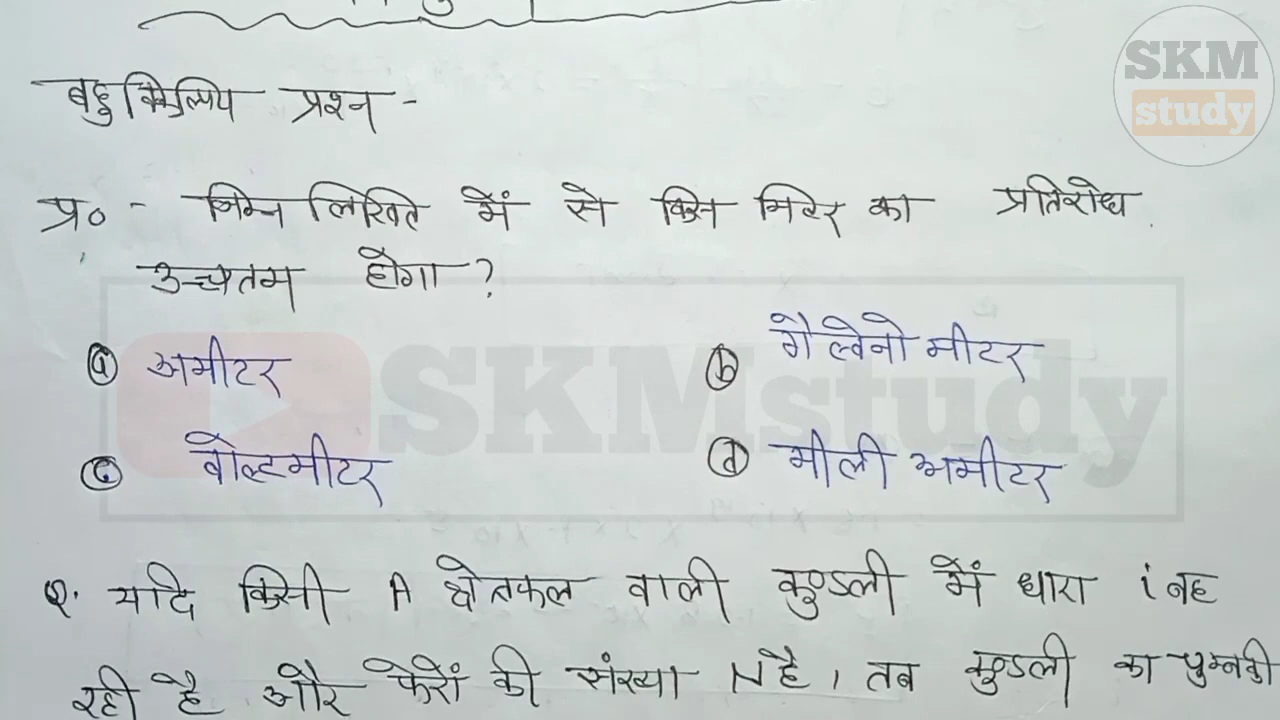 SKM
study
बहुविकल्पिय प्रश्न -
प्र० - निम्न लिखित में से किस मिटर का प्रतिरोध
उच्चतम होगा ?
(a) अमीटर (b) गैल्वेनो मीटर
SKMstudy
(c) वोल्टमीटर (d) मीली अमीटर
Q. यदि किसी A क्षेत्रफल वाली कुण्डली में धारा i बह
रही है और फेरों की संख्या N है, तब कुण्डली का चुम्बकी